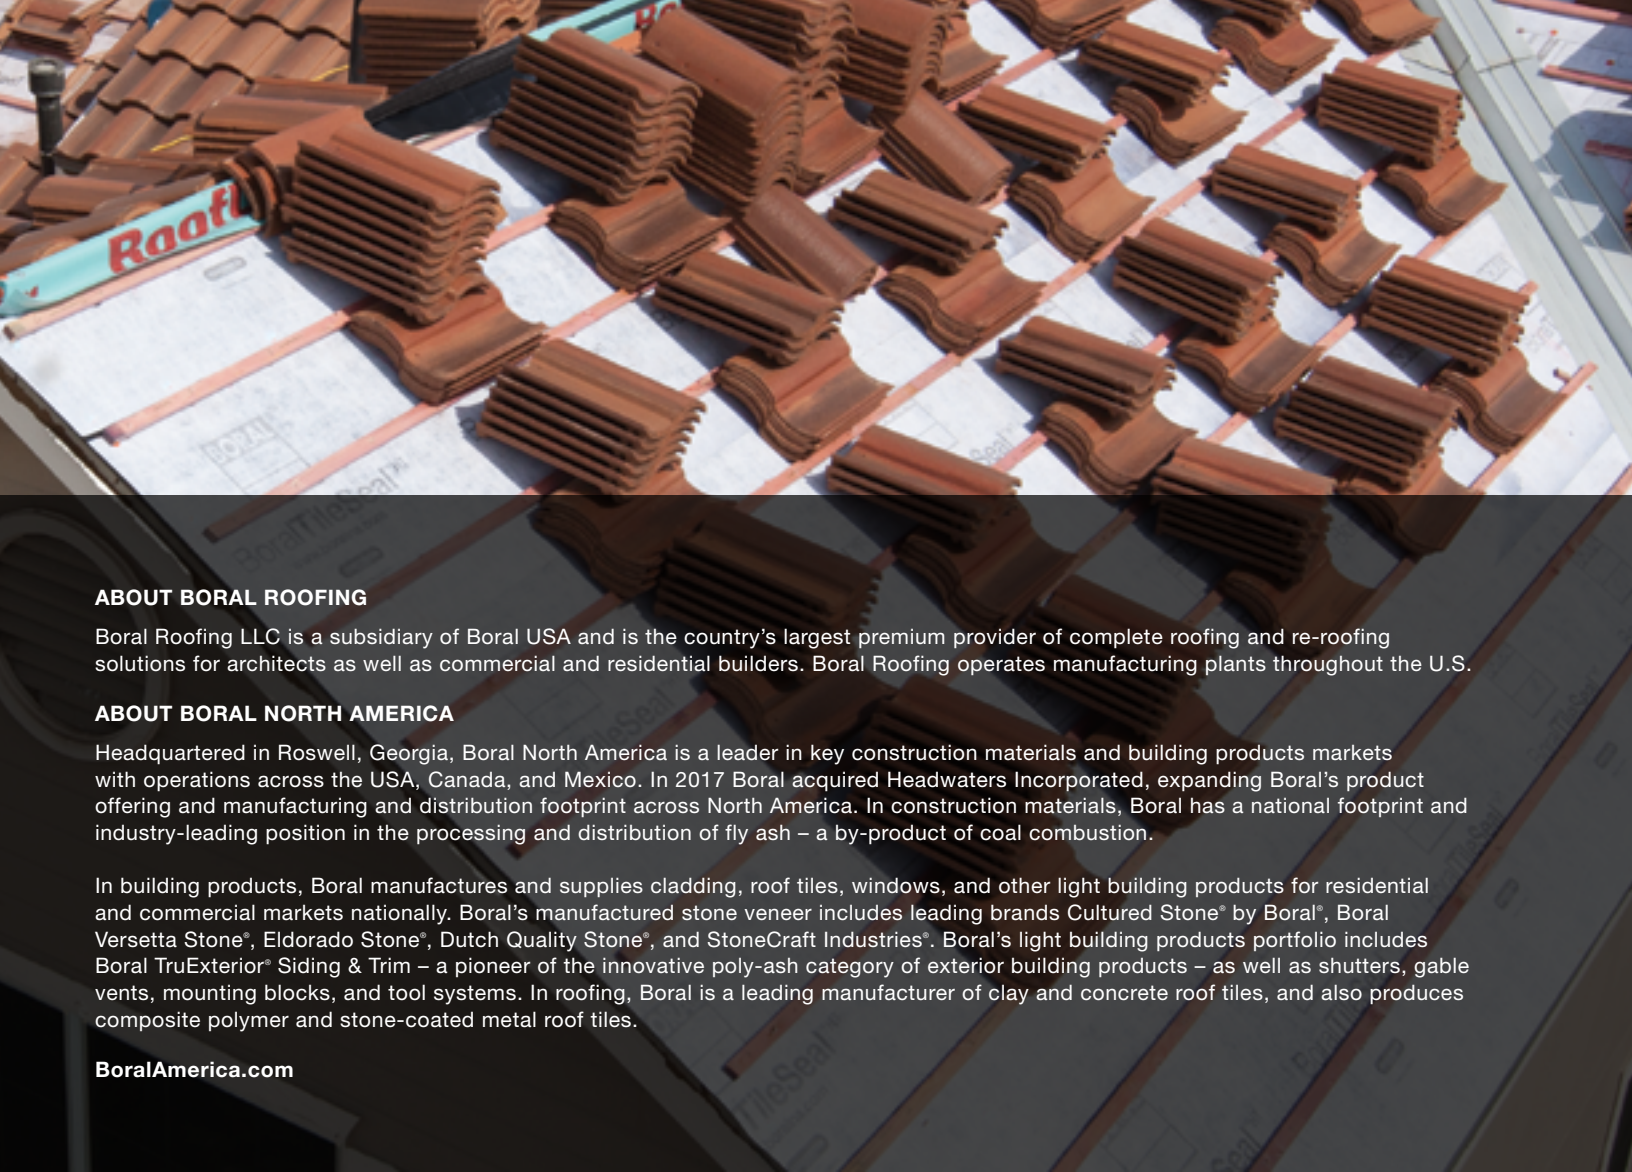 Roofi
Ro
BORAL
BoralTileSeal™
Seal
ABOUT BORAL ROOFING
Boral Roofing LLC is a subsidiary of Boral USA and is the country’s largest premium provider of complete roofing and re-roofing
solutions for architects as well as commercial and residential builders. Boral Roofing operates manufacturing plants throughout the U.S.
ABOUT BORAL NORTH AMERICA
Headquartered in Roswell, Georgia, Boral North America is a leader in key construction materials and building products markets
with operations across the USA, Canada, and Mexico. In 2017 Boral acquired Headwaters Incorporated, expanding Boral’s product
offering and manufacturing and distribution footprint across North America. In construction materials, Boral has a national footprint and
industry-leading position in the processing and distribution of fly ash – a by-product of coal combustion.
In building products, Boral manufactures and supplies cladding, roof tiles, windows, and other light building products for residential
and commercial markets nationally. Boral’s manufactured stone veneer includes leading brands Cultured Stone® by Boral®, Boral
Versetta Stone®, Eldorado Stone®, Dutch Quality Stone®, and StoneCraft Industries®. Boral’s light building products portfolio includes
Boral TruExterior® Siding & Trim – a pioneer of the innovative poly-ash category of exterior building products – as well as shutters, gable
vents, mounting blocks, and tool systems. In roofing, Boral is a leading manufacturer of clay and concrete roof tiles, and also produces
composite polymer and stone-coated metal roof tiles.
BoralAmerica.com